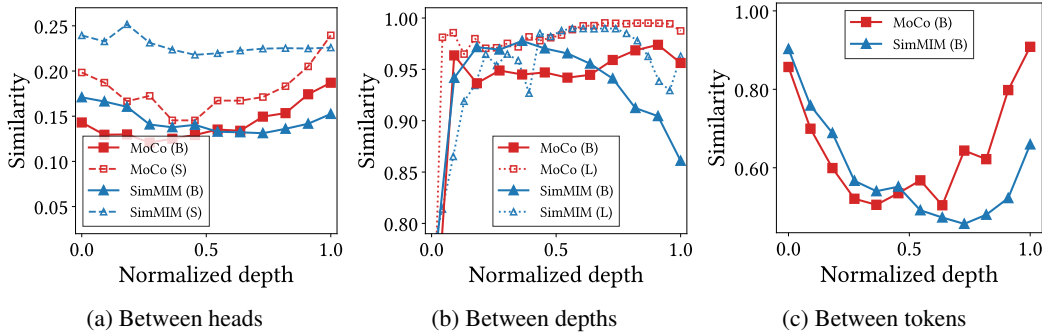 0.25
0.20
0.15
0.10
0.05
Similarity
MoCo (B)
MoCo (S)
SimMIM (B)
SimMIM (S)
0.0 0.5 1.0
Normalized depth
(a) Between heads
1.00
0.95
0.90
0.85
0.80
Similarity
MoCo (B)
MoCo (L)
SimMIM (B)
SimMIM (L)
0.0 0.5 1.0
Normalized depth
(b) Between depths
1.0
0.8
0.6
Similarity
MoCo (B)
SimMIM (B)
0.0 0.5 1.0
Normalized depth
(c) Between tokens